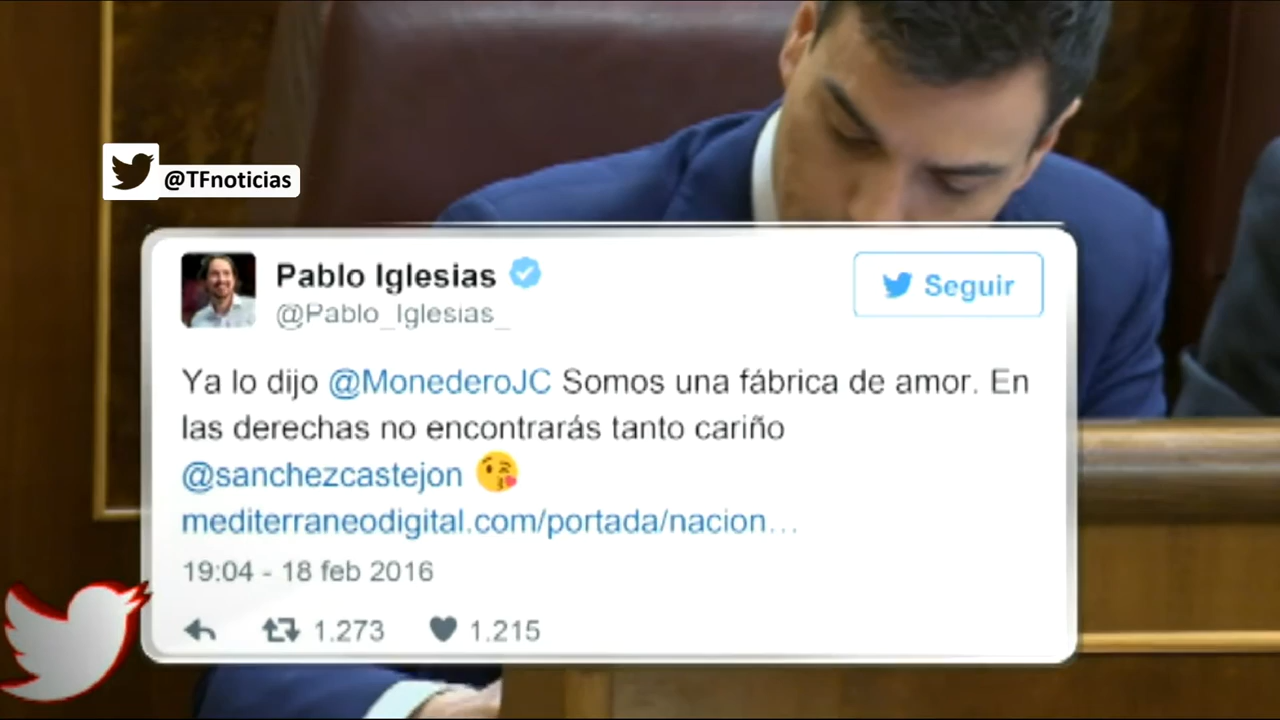 @TFnoticias
Pablo Iglesias
@Pablo_Iglesias_
Seguir
Ya lo dijo @MonederoJC Somos una fábrica de amor. En
las derechas no encontrarás tanto cariño
@sanchezcastejon 😘
mediterraneodigital.com/portada/nacion…
19:04 - 18 feb 2016
1.273 1.215